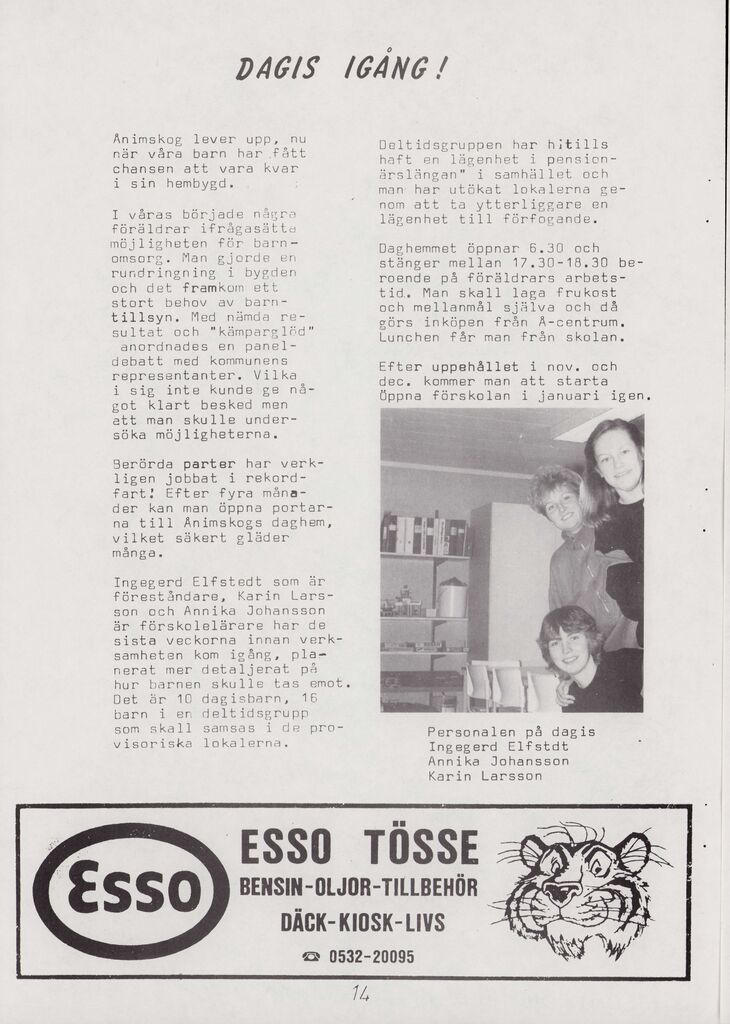 DAGIS IGÅNG!
Animskog lever upp, nu
när våra barn har fått
chansen att vara kvar
i sin hembygd.
I våras började några
föräldrar ifrågasätta
möjligheten för barn-
omsorg. Man gjorde en
rundringning i bygden
och det framkom ett
stort behov av barn-
tillsyn. Med nämda re-
sultat och "kämparglöd"
anordnades en panel-
debatt med kommunens
representanter. Vilka
i sig inte kunde ge nå-
got klart besked men
att man skulle under-
söka möjligheterna.
Berörda parter har verk-
ligen jobbat i rekord-
fart! Efter fyra måna-
der kan man öppna portar-
na till Animskogs daghem,
vilket säkert gläder
många.
Ingegerd Elfstedt som är
föreståndare, Karin Lars-
son och Annika Johansson
är förskolelärare har de
sista veckorna innan verk-
samheten kom igång, pla-
nerat mer detaljerat på
hur barnen skulle tas emot.
Det är 10 dagisbarn, 16
barn i en deltidsgrupp
som skall samsas i de pro-
visoriska lokalerna.
Deltidsgruppen har hitills
haft en lägenhet i pension-
ärslängan" i samhället och
man har utökat lokalerna ge-
nom att ta ytterliggare en
lägenhet till förfogande.
Daghemmet öppnar 6.30 och
stänger mellan 17.30-18.30 be-
roende på föräldrars arbets-
tid. Man skall laga frukost
och mellanmål själva och då
görs inköpen från A-centrum.
Lunchen får man från skolan.
Efter uppehållet i nov. och
dec. kommer man att starta
Öppna förskolan i januari igen.
Personalen på dagis
Ingegerd Elfstdt
Annika Johansson
Karin Larsson
Esso
ESSO TÖSSE
BENSIN-OLJOR-TILLBEHÖR
DÄCK-KIOSK-LIVS
☎ 0532-20095
14